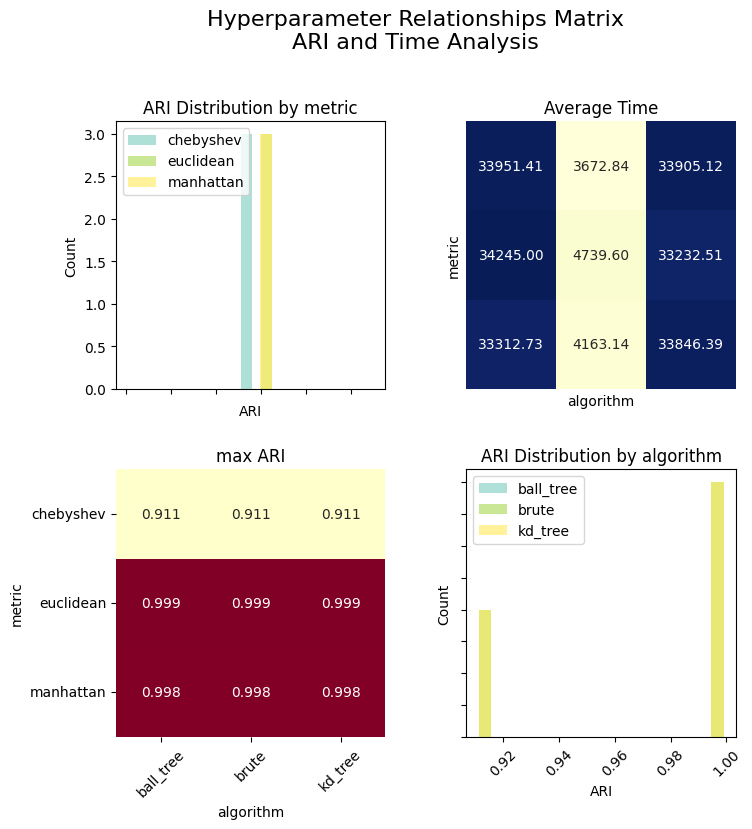 Hyperparameter Relationships Matrix
ARI and Time Analysis
ARI Distribution by metric
chebyshev
euclidean
manhattan
3.0
2.5
2.0
1.5
1.0
0.5
0.0
Count
ARI
Average Time
33951.41 3672.84 33905.12
34245.00 4739.60 33232.51
33312.73 4163.14 33846.39
metric
algorithm
max ARI
chebyshev 0.911 0.911 0.911
euclidean 0.999 0.999 0.999
manhattan 0.998 0.998 0.998
metric
ball_tree brute kd_tree
algorithm
ARI Distribution by algorithm
ball_tree
brute
kd_tree
Count
0.92 0.94 0.96 0.98 1.00
ARI